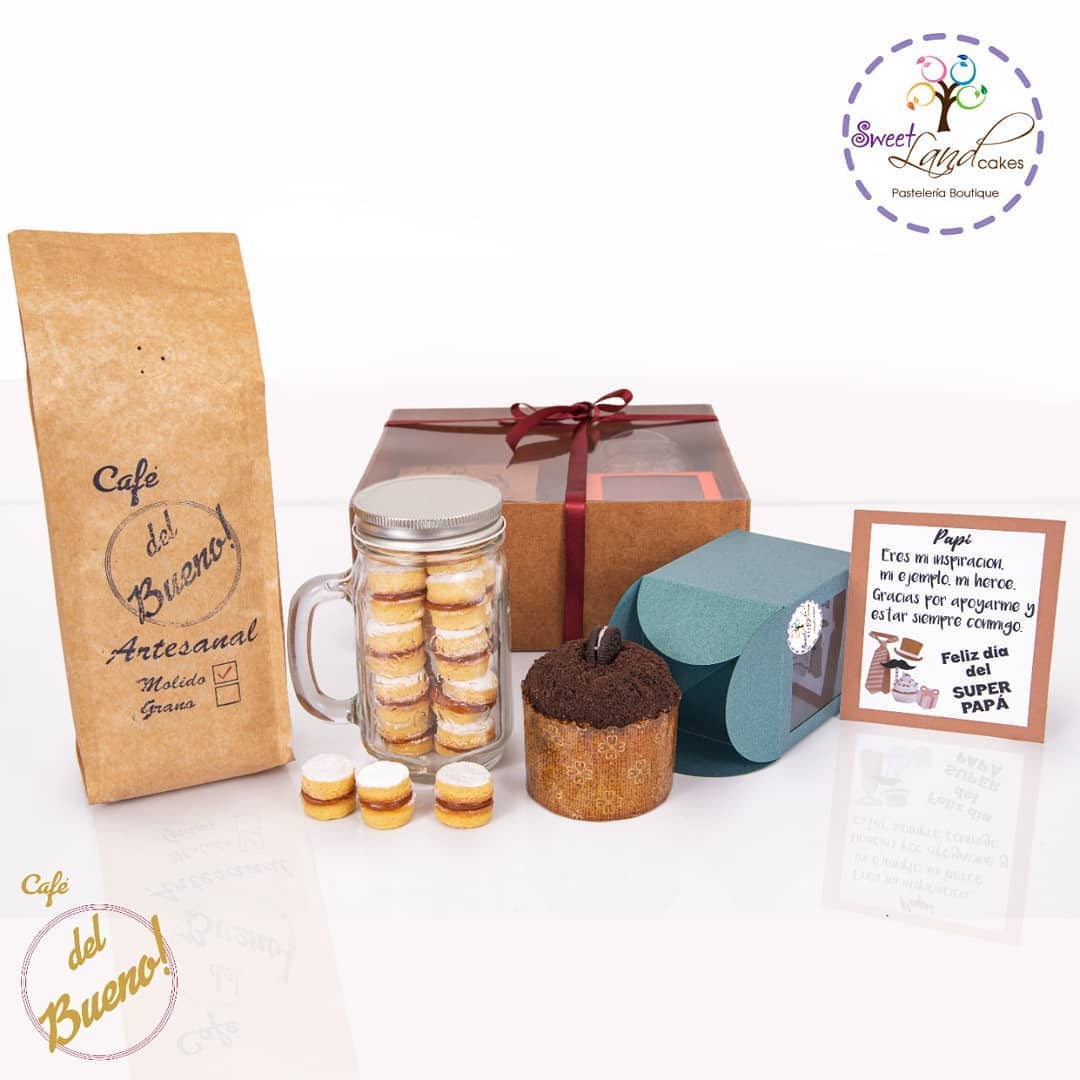 Sweet
Land cakes
Pastelería Boutique
Café
del
Bueno!
Artesanal
Molido
Grano
Papi
Eres mi inspiracion,
mi ejemplo, mi heroe.
Gracias por apoyarme y
estar siempre conmigo.
Feliz día
del
SUPER
PAPÁ
Café
del
Bueno!